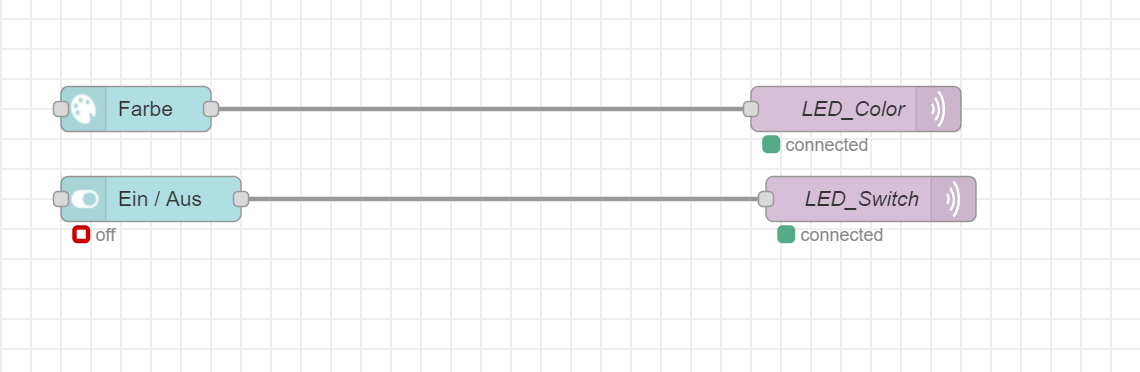 Farbe
LED_Color
connected
Ein / Aus
LED_Switch
off
connected